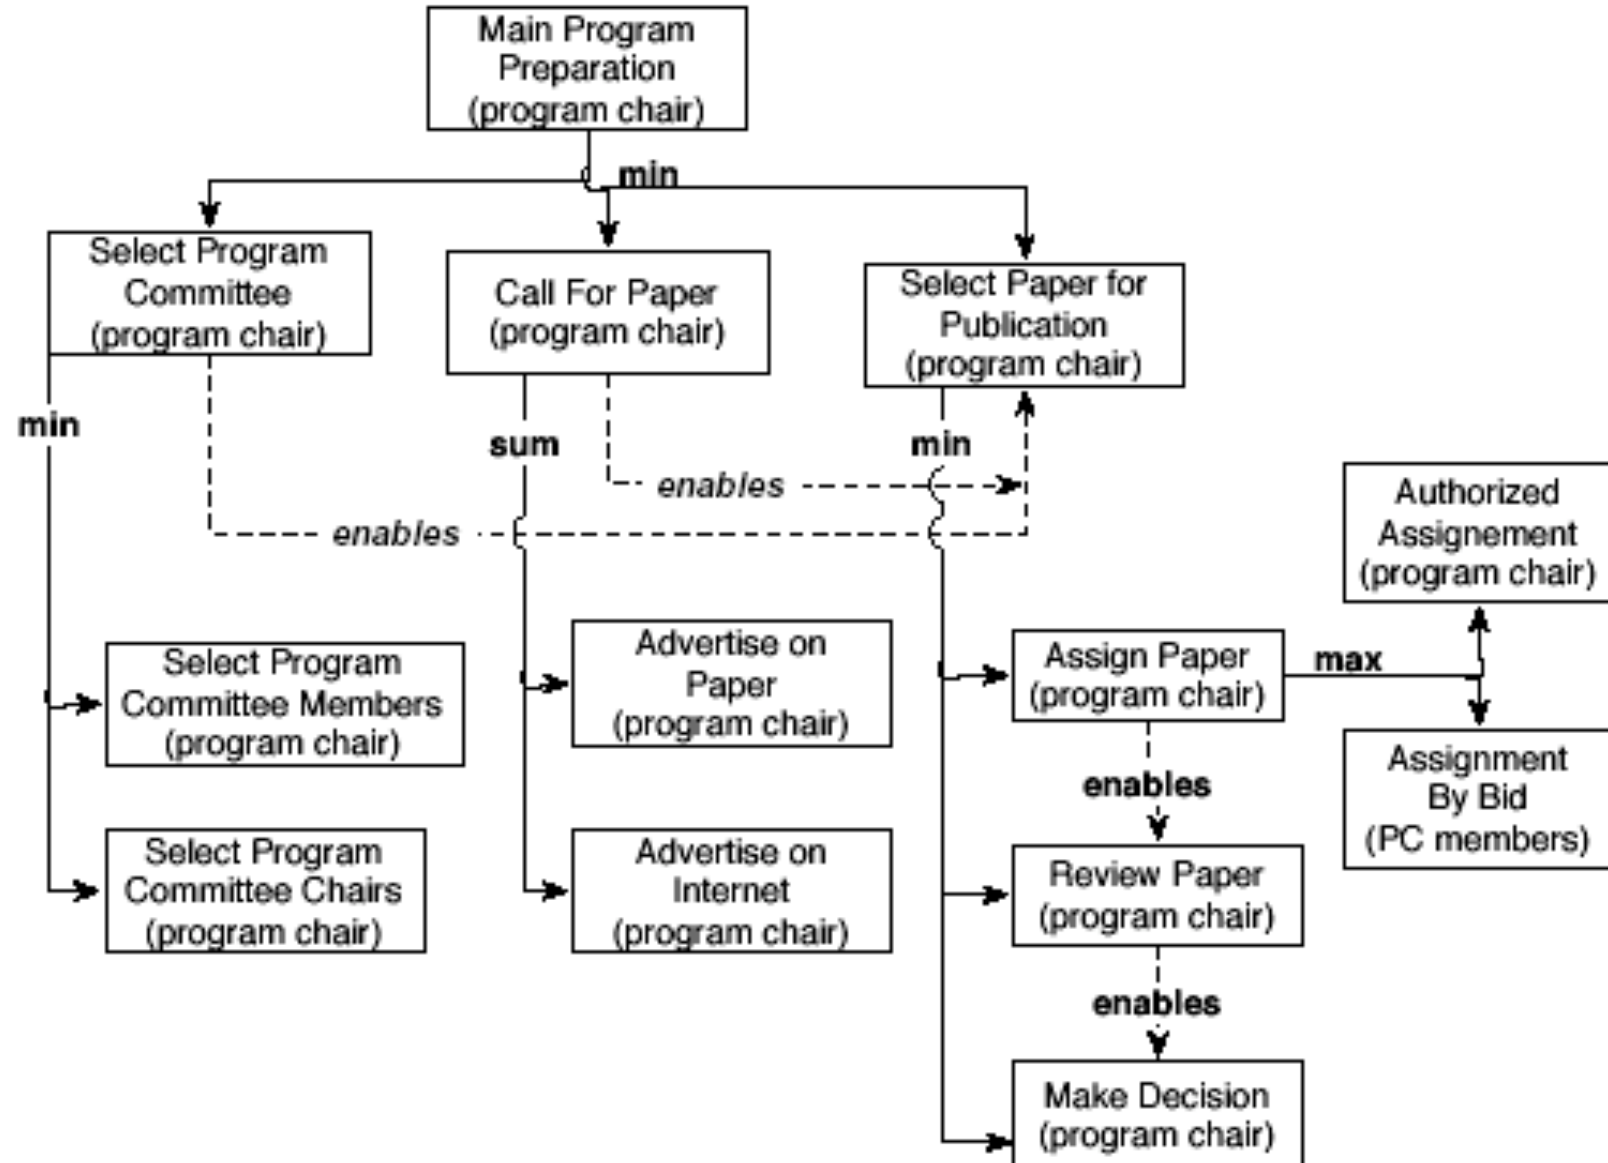 Main Program
Preparation
(program chair)
min
Select Program
Committee
(program chair)
Call For Paper
(program chair)
Select Paper for
Publication
(program chair)
min
sum
min
enables
enables
Authorized
Assignement
(program chair)
Select Program
Committee Members
(program chair)
Advertise on
Paper
(program chair)
Assign Paper
(program chair)
max
enables
Assignment
By Bid
(PC members)
Select Program
Committee Chairs
(program chair)
Advertise on
Internet
(program chair)
Review Paper
(program chair)
enables
Make Decision
(program chair)